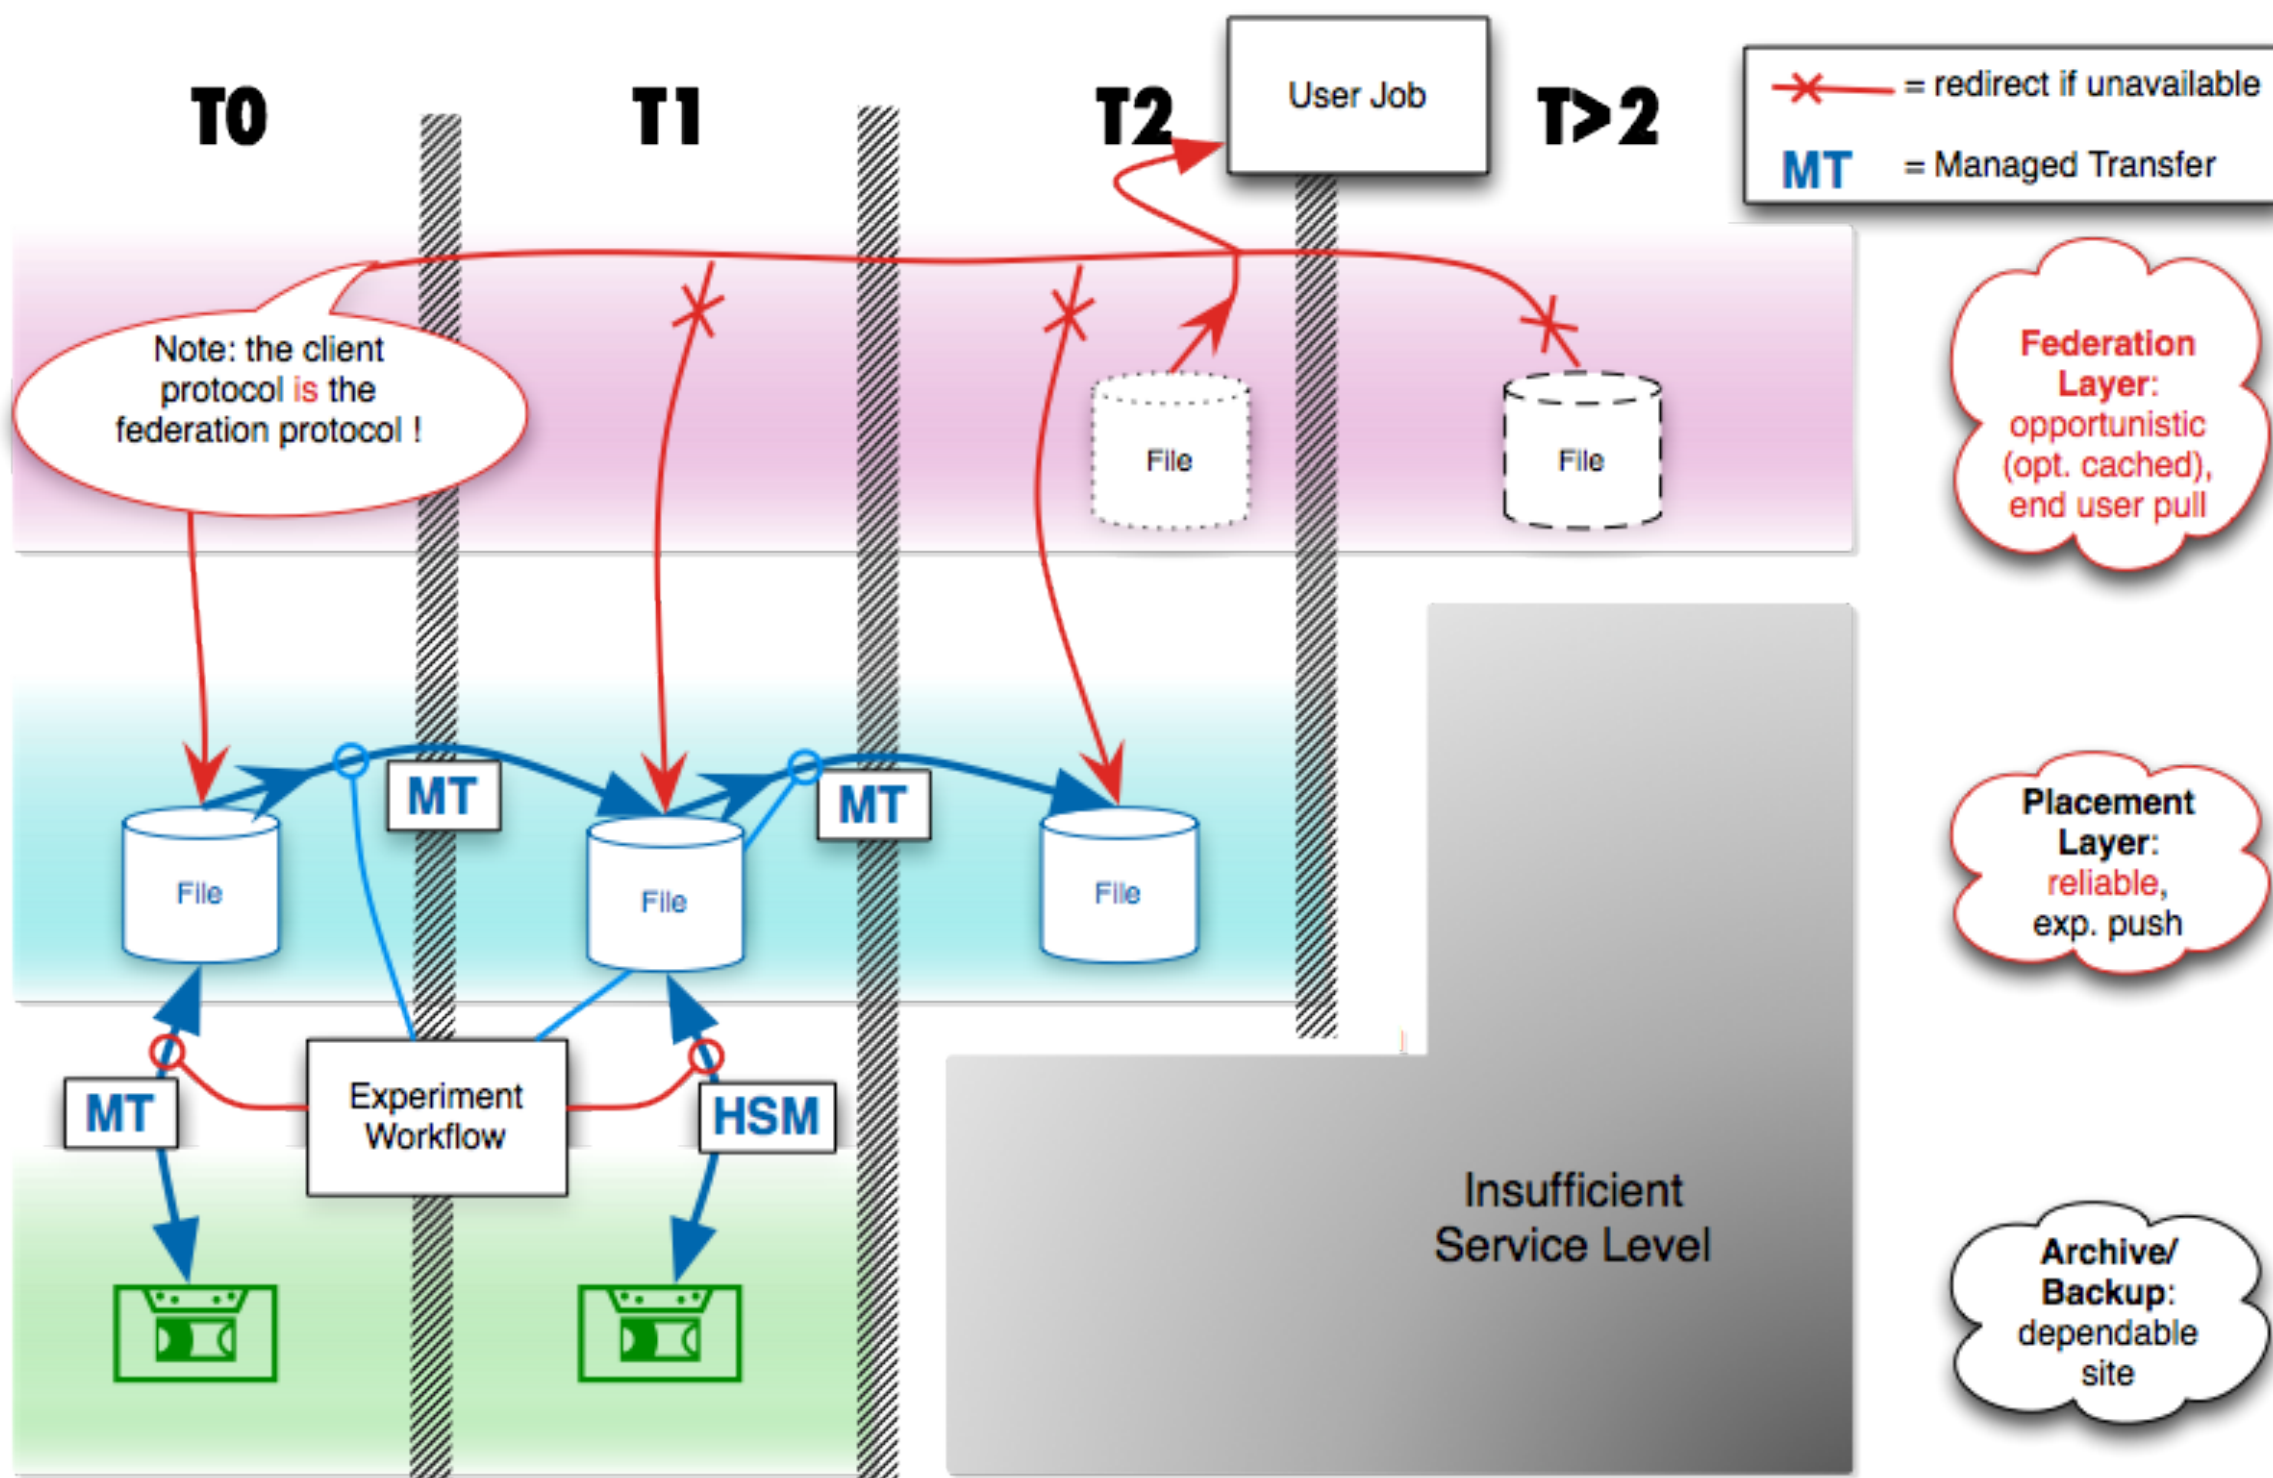 T0
T1
T2
T>2
User Job
= redirect if unavailable
MT = Managed Transfer
Note: the client
protocol is the
federation protocol !
File
File
Federation
Layer:
opportunistic
(opt. cached),
end user pull
MT
MT
File
File
File
Placement
Layer:
reliable,
exp. push
MT
Experiment
Workflow
HSM
Insufficient
Service Level
Archive/
Backup:
dependable
site